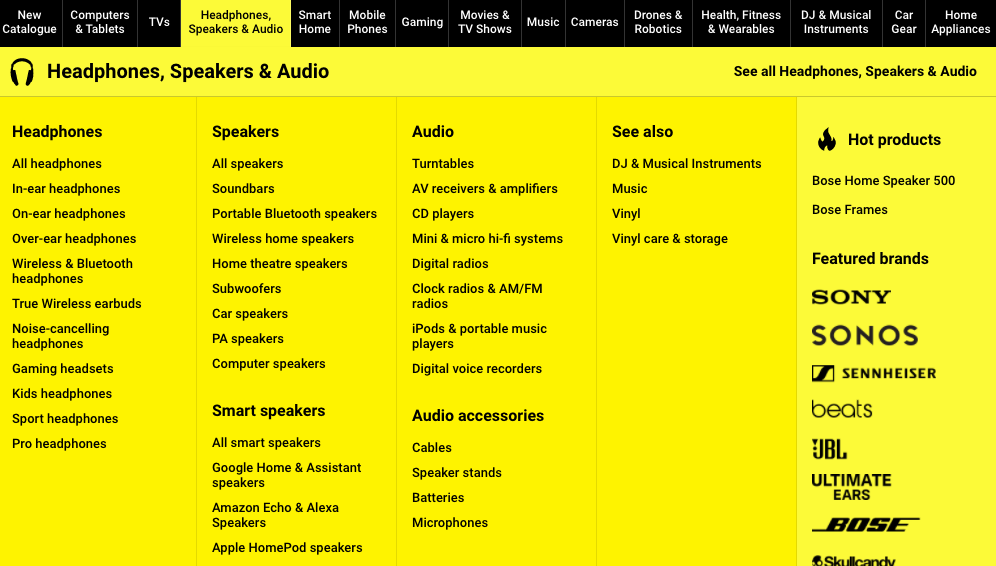 New
Catalogue
Computers
& Tablets
TVs
Headphones,
Speakers & Audio
Smart
Home
Mobile
Phones
Gaming
Movies &
TV Shows
Music
Cameras
Drones &
Robotics
Health, Fitness
& Wearables
DJ & Musical
Instruments
Car
Gear
Home
Appliances
Headphones, Speakers & Audio
See all Headphones, Speakers & Audio
Headphones
All headphones
In-ear headphones
On-ear headphones
Over-ear headphones
Wireless & Bluetooth
headphones
True Wireless earbuds
Noise-cancelling
headphones
Gaming headsets
Kids headphones
Sport headphones
Pro headphones
Speakers
All speakers
Soundbars
Portable Bluetooth speakers
Wireless home speakers
Home theatre speakers
Subwoofers
Car speakers
PA speakers
Computer speakers
Smart speakers
All smart speakers
Google Home & Assistant
speakers
Amazon Echo & Alexa
Speakers
Apple HomePod speakers
Audio
Turntables
AV receivers & amplifiers
CD players
Mini & micro hi-fi systems
Digital radios
Clock radios & AM/FM
radios
iPods & portable music
players
Digital voice recorders
Audio accessories
Cables
Speaker stands
Batteries
Microphones
See also
DJ & Musical Instruments
Music
Vinyl
Vinyl care & storage
Hot products
Bose Home Speaker 500
Bose Frames
Featured brands
SONY
SONOS
SENNHEISER
beats
JBL
ULTIMATE
EARS
BOSE
Skullcandy